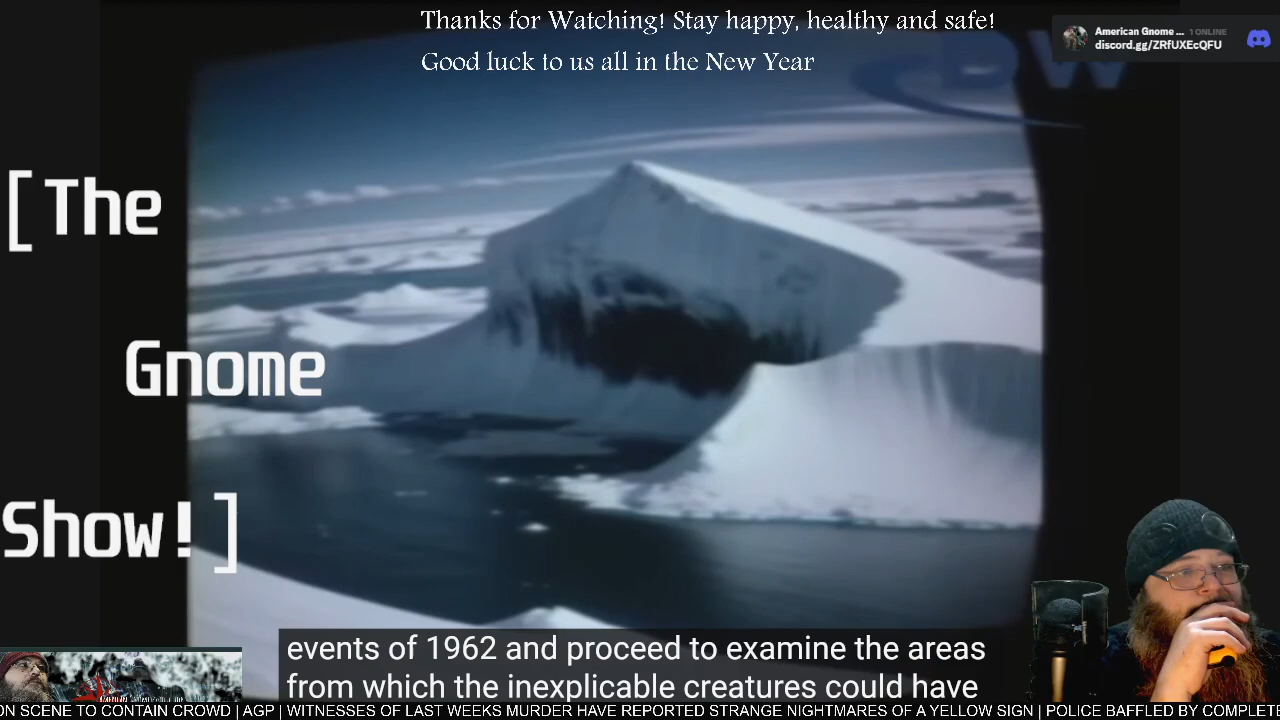 Thanks for Watching! Stay happy, healthy and safe!
Good luck to us all in the New Year
American Gnome ... 1 ONLINE
discord.gg/ZRfUXEcQFU
[The
Gnome
Show!]
events of 1962 and proceed to examine the areas
from which the inexplicable creatures could have
ON SCENE TO CONTAIN CROWD | AGP | WITNESSES OF LAST WEEKS MURDER HAVE REPORTED STRANGE NIGHTMARES OF A YELLOW SIGN | POLICE BAFFLED BY COMPLETE